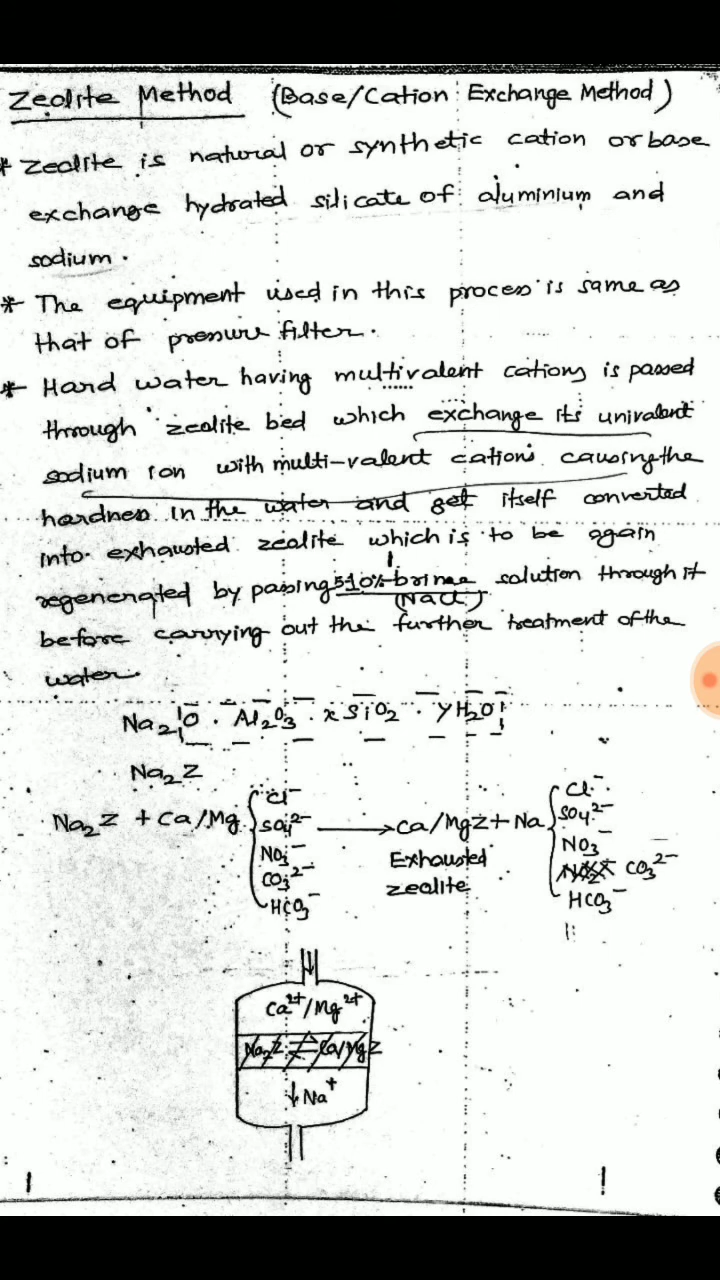 Zeolite Method (Base/Cation Exchange Method)
* Zeolite is natural or synthetic cation or base
exchange hydrated silicate of aluminium and
sodium.
* The equipment used in this process is same as
that of pressure filter.
* Hard water having multivalent cations is passed
through zeolite bed which exchange its univalent
sodium ion with multi-valent cations causing the
hardness in the water and get itself converted
into exhausted zeolite which is to be again
regenerated by passing 510% brine solution through it
(NaCl)
before carrying out the further treatment of the
water.
Na₂O · Al₂O₃ · xSiO₂ · yH₂O
Na₂Z
Na₂Z + Ca/Mg { Cl⁻ SO₄²⁻ NO₃⁻ CO₃²⁻ HCO₃⁻ ⟶ Ca/MgZ + Na { Cl⁻ SO₄²⁻ NO₃ CO₃²⁻ HCO₃⁻
Exhausted
zeolite
Ca²⁺/Mg²⁺
Na₂Z ⇌ Ca/MgZ
↓ Na⁺